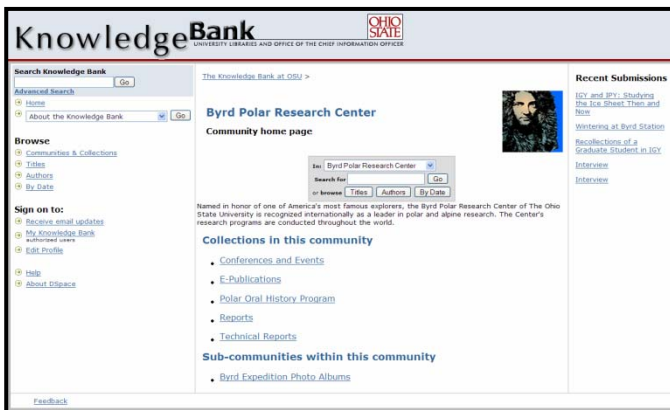 KnowledgeBank
UNIVERSITY LIBRARIES AND OFFICE OF THE CHIEF INFORMATION OFFICER
OHIO
STATE
Search Knowledge Bank
Go
Advanced Search
Home
About the Knowledge Bank Go
Browse
Communities & Collections
Titles
Authors
By Date
Sign on to:
Receive email updates
My Knowledge Bank
authorized users
Edit Profile
Help
About DSpace
The Knowledge Bank at OSU >
Byrd Polar Research Center
Community home page
In: Byrd Polar Research Center
Search for Go
or browse Titles Authors By Date
Named in honor of one of America's most famous explorers, the Byrd Polar Research Center of The Ohio
State University is recognized internationally as a leader in polar and alpine research. The Center's
research programs are conducted throughout the world.
Collections in this community
Conferences and Events
E-Publications
Polar Oral History Program
Reports
Technical Reports
Sub-communities within this community
Byrd Expedition Photo Albums
Recent Submissions
IGY and IPY: Studying
the Ice Sheet Then and
Now
Wintering at Byrd Station
Recollections of a
Graduate Student in IGY
Interview
Interview
Feedback